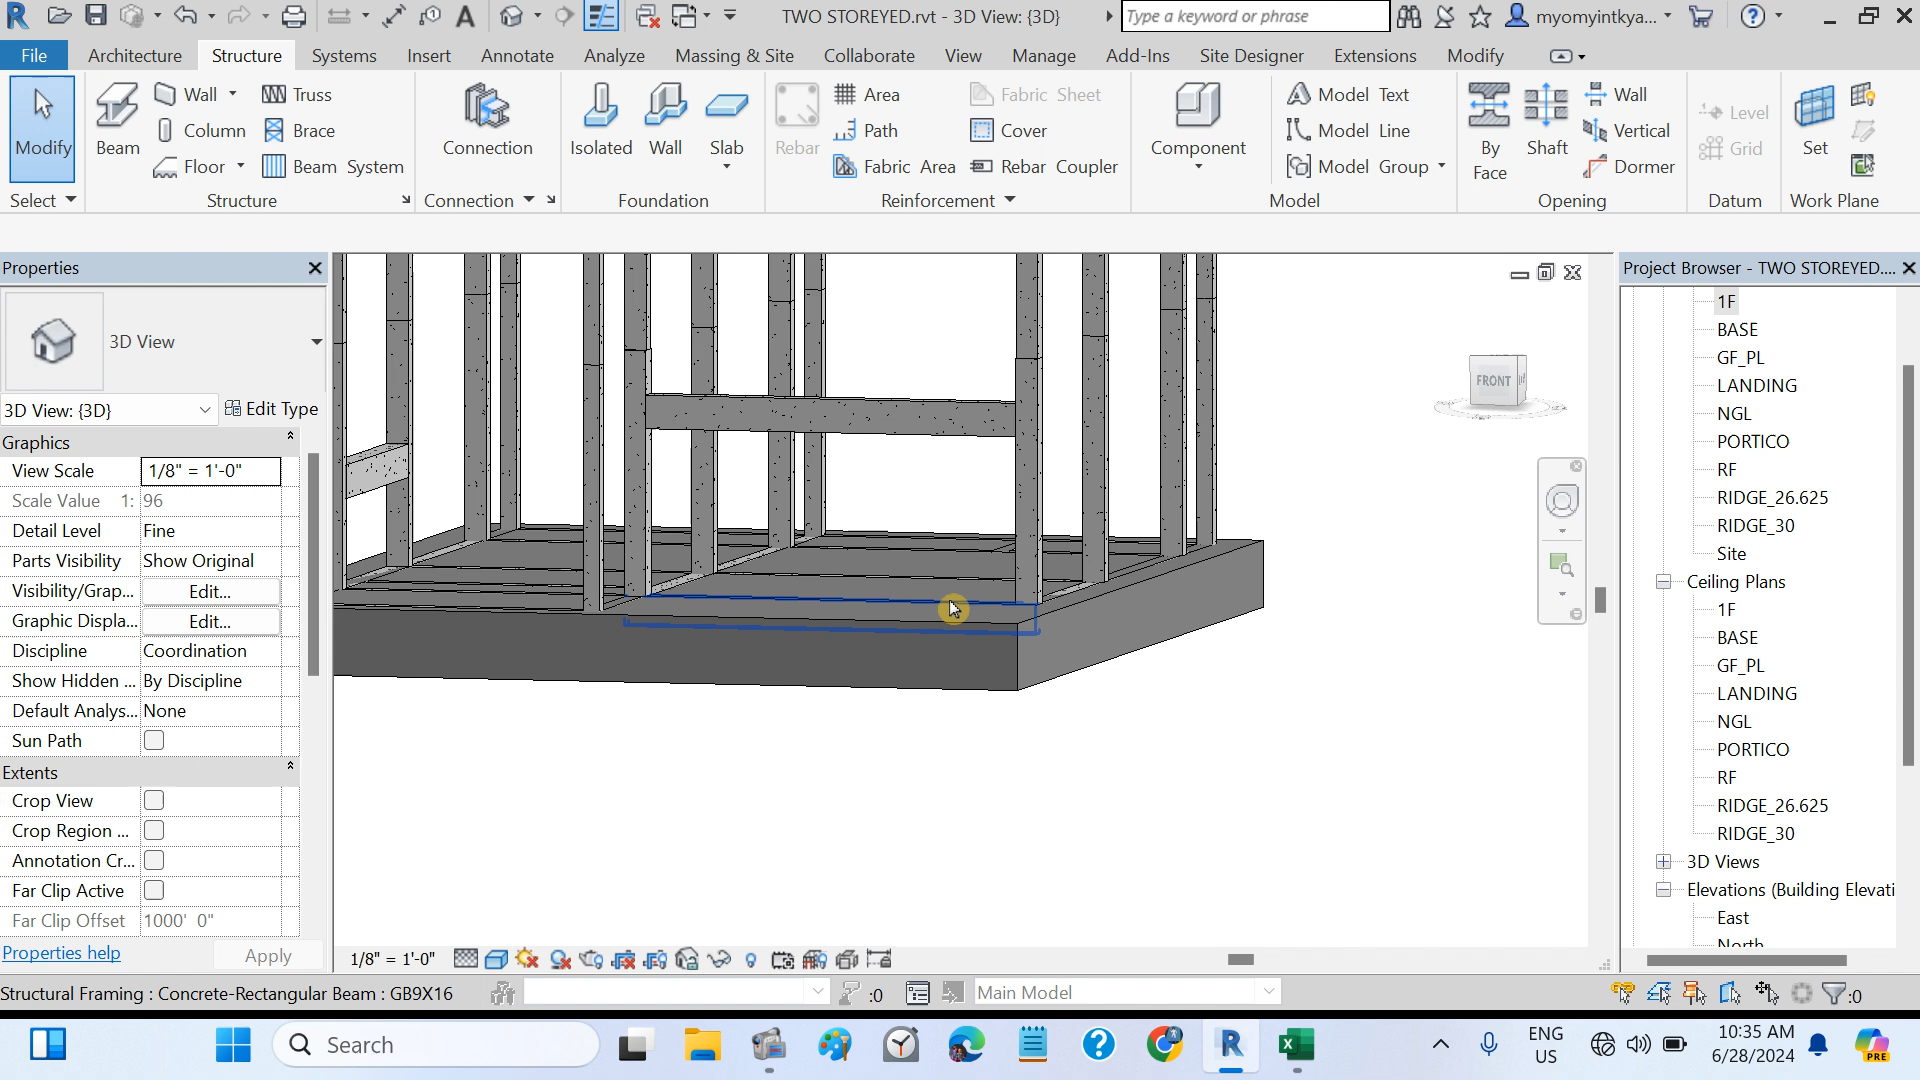 TWO STOREYED.rvt - 3D View: {3D}
Type a keyword or phrase
myomyintkya...
File
Architecture
Structure
Systems
Insert
Annotate
Analyze
Massing & Site
Collaborate
View
Manage
Add-Ins
Site Designer
Extensions
Modify
Modify
Beam
Wall
Column
Floor
Truss
Brace
Beam System
Connection
Isolated
Wall
Slab
Rebar
Area
Path
Fabric Area
Fabric Sheet
Cover
Rebar Coupler
Component
Model Text
Model Line
Model Group
By
Face
Shaft
Wall
Vertical
Dormer
Level
Grid
Set
Select
Structure
Connection
Foundation
Reinforcement
Model
Opening
Datum
Work Plane
Properties
3D View
3D View: {3D}
Edit Type
Graphics
View Scale 1/8" = 1'-0"
Scale Value 1: 96
Detail Level Fine
Parts Visibility Show Original
Visibility/Grap... Edit...
Graphic Displa... Edit...
Discipline Coordination
Show Hidden ... By Discipline
Default Analys... None
Sun Path
Extents
Crop View
Crop Region ...
Annotation Cr...
Far Clip Active
Far Clip Offset 1000' 0"
Properties help
Apply
FRONT
1/8" = 1'-0"
Project Browser - TWO STOREYED....
1F
BASE
GF_PL
LANDING
NGL
PORTICO
RF
RIDGE_26.625
RIDGE_30
Site
Ceiling Plans
1F
BASE
GF_PL
LANDING
NGL
PORTICO
RF
RIDGE_26.625
RIDGE_30
3D Views
Elevations (Building Elevati
East
North
Structural Framing : Concrete-Rectangular Beam : GB9X16
:0
Main Model
:0
Search
ENG
US
10:35 AM
6/28/2024
PRE